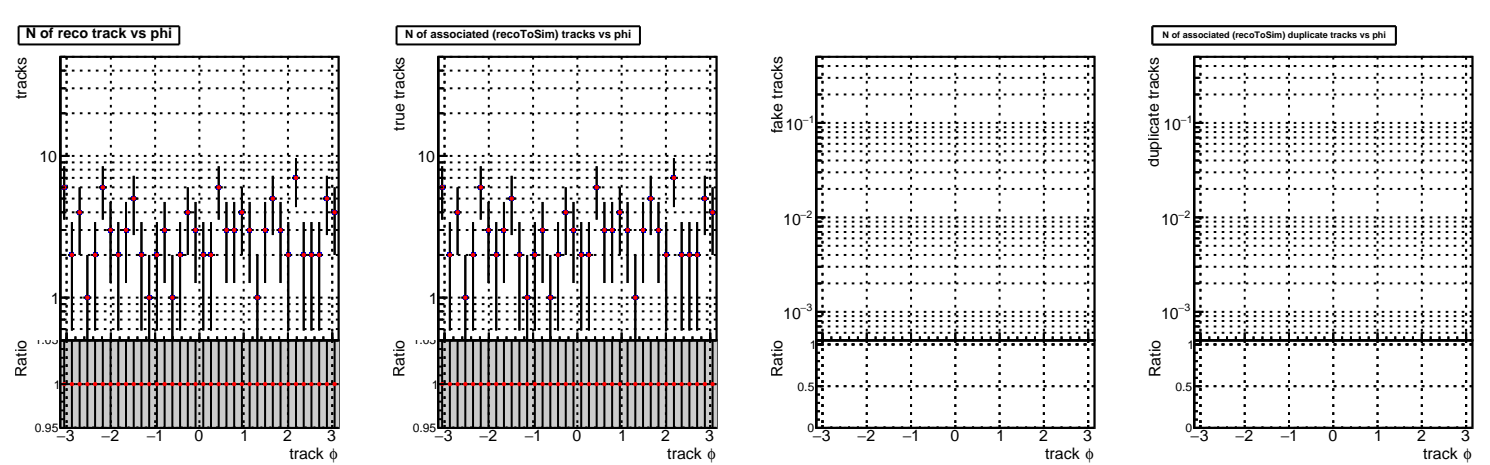 N of reco track vs phi
tracks
10
1
1.05
Ratio
1
0.95
−3 −2 −1 0 1 2 3
track ϕ
N of associated (recoToSim) tracks vs phi
true tracks
10
1
1.05
Ratio
1
0.95
−3 −2 −1 0 1 2 3
track ϕ
fake tracks
10−1
10−2
10−3
Ratio
1
0.5
0
−3 −2 −1 0 1 2 3
track ϕ
N of associated (recoToSim) duplicate tracks vs phi
duplicate tracks
10−1
10−2
10−3
Ratio
1
0.5
0
−3 −2 −1 0 1 2 3
track ϕ